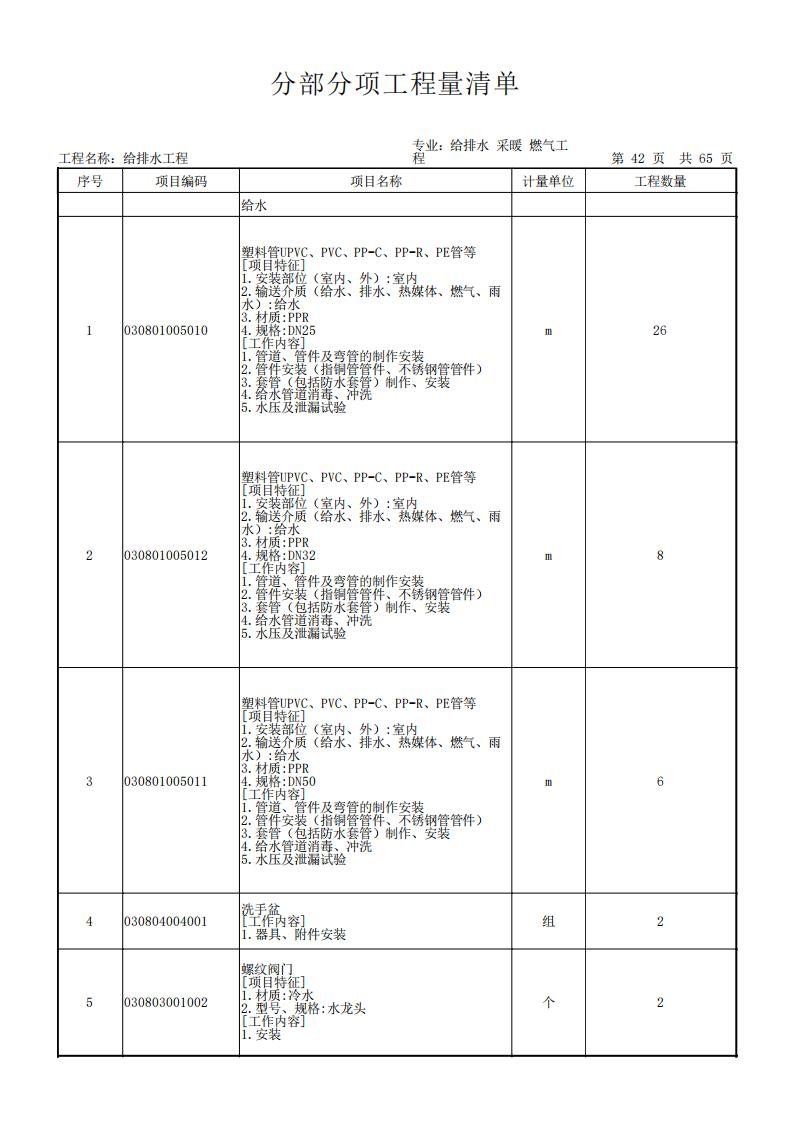 分部分项工程量清单
专业：给排水 采暖 燃气工
工程名称：给排水工程 程 第 42 页 共 65 页
序号 项目编码 项目名称 计量单位 工程数量
给水
塑料管UPVC、PVC、PP-C、PP-R、PE管等
[项目特征]
1.安装部位（室内、外）:室内
2.输送介质（给水、排水、热媒体、燃气、雨
水）:给水
3.材质:PPR
1 030801005010 4.规格:DN25 m 26
[工作内容]
1.管道、管件及弯管的制作安装
2.管件安装（指铜管管件、不锈钢管管件）
3.套管（包括防水套管）制作、安装
4.给水管道消毒、冲洗
5.水压及泄漏试验
塑料管UPVC、PVC、PP-C、PP-R、PE管等
[项目特征]
1.安装部位（室内、外）:室内
2.输送介质（给水、排水、热媒体、燃气、雨
水）:给水
3.材质:PPR
2 030801005012 4.规格:DN32 m 8
[工作内容]
1.管道、管件及弯管的制作安装
2.管件安装（指铜管管件、不锈钢管管件）
3.套管（包括防水套管）制作、安装
4.给水管道消毒、冲洗
5.水压及泄漏试验
塑料管UPVC、PVC、PP-C、PP-R、PE管等
[项目特征]
1.安装部位（室内、外）:室内
2.输送介质（给水、排水、热媒体、燃气、雨
水）:给水
3.材质:PPR
3 030801005011 4.规格:DN50 m 6
[工作内容]
1.管道、管件及弯管的制作安装
2.管件安装（指铜管管件、不锈钢管管件）
3.套管（包括防水套管）制作、安装
4.给水管道消毒、冲洗
5.水压及泄漏试验
洗手盆
4 030804004001 [工作内容] 组 2
1.器具、附件安装
螺纹阀门
[项目特征]
1.材质:冷水
5 030803001002 2.型号、规格:水龙头 个 2
[工作内容]
1.安装